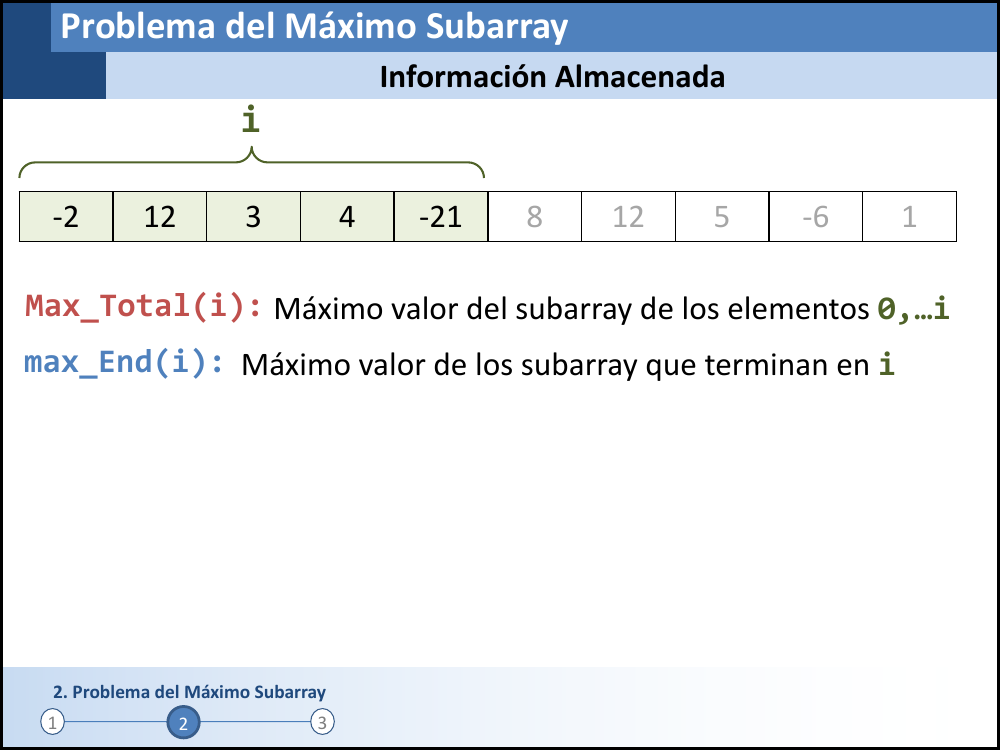 Problema del Máximo Subarray
Información Almacenada
i
-2 12 3 4 -21 8 12 5 -6 1
Max_Total(i): Máximo valor del subarray de los elementos 0,…i
max_End(i): Máximo valor de los subarray que terminan en i
2. Problema del Máximo Subarray
1 2 3